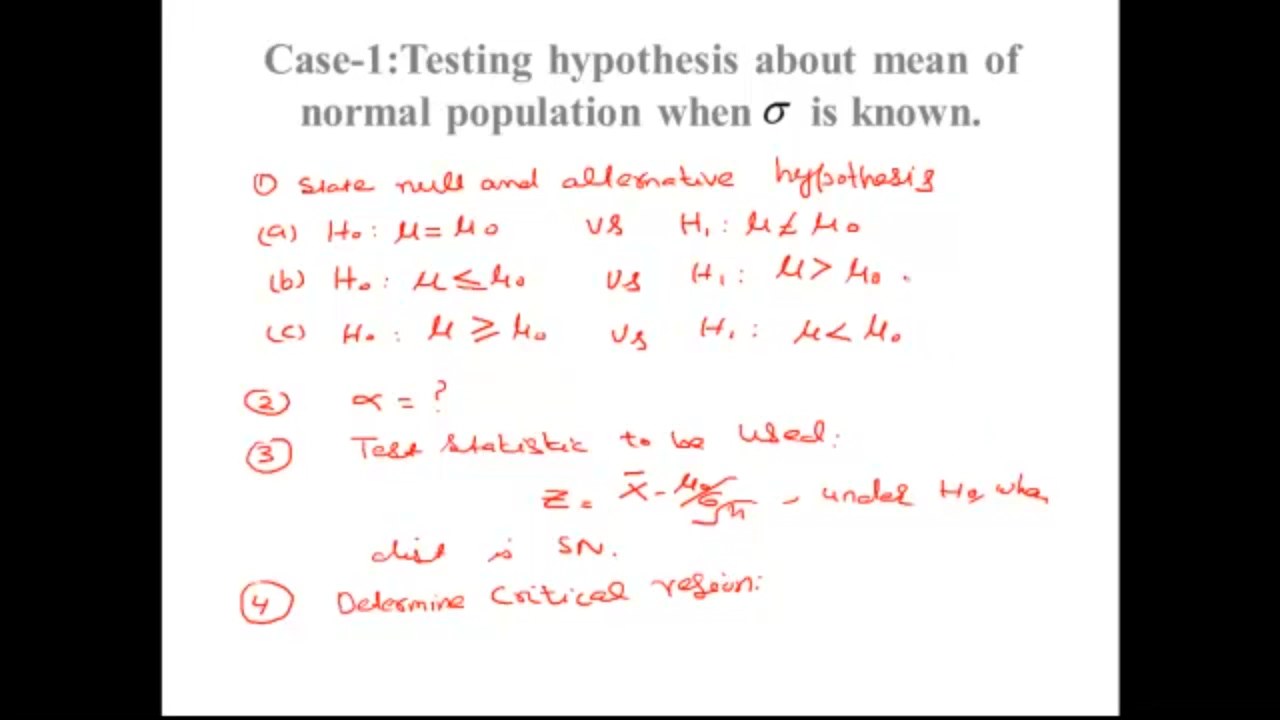 Case-1:Testing hypothesis about mean of
normal population when σ is known.
① State null and alternative hypothesis
(a) H₀ : μ = μ₀ vs H₁ : μ ≠ μ₀
(b) H₀ : μ ≤ μ₀ vs H₁ : μ > μ₀ .
(c) H₀ : μ ≥ μ₀ vs H₁ : μ < μ₀
② α = ?
③ Test statistic to be used:
Z = X̄ - μ₀/σ/√n - under H₀ when
dist is SN.
④ Determine Critical region: